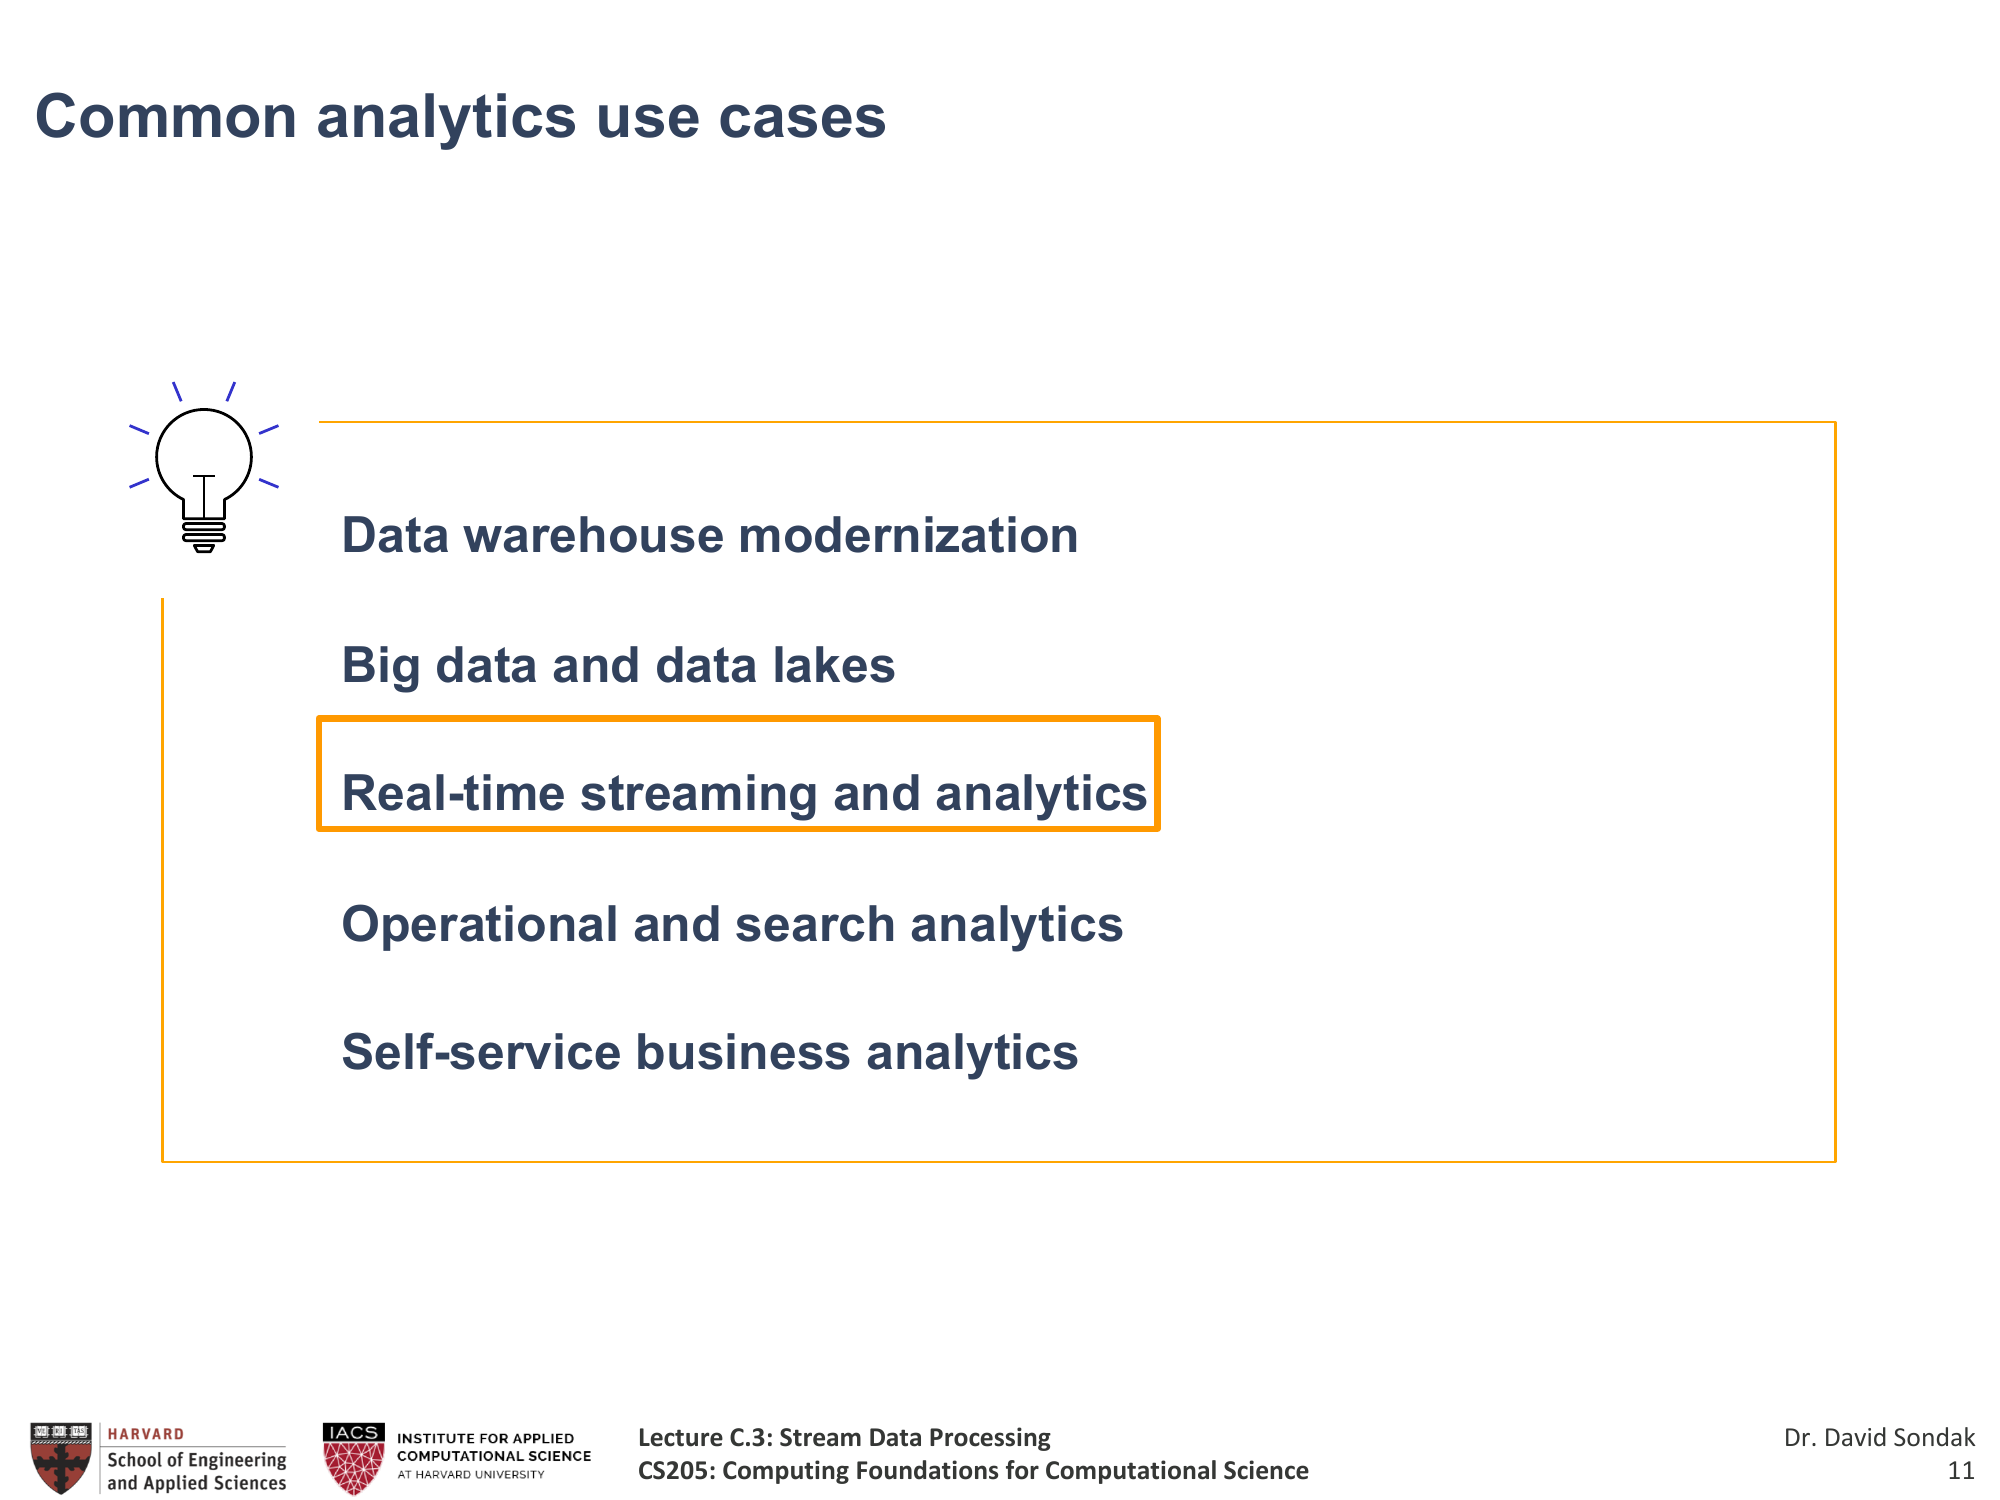 Common analytics use cases
Data warehouse modernization
Big data and data lakes
Real-time streaming and analytics
Operational and search analytics
Self-service business analytics
HARVARD
School of Engineering
and Applied Sciences
IACS
INSTITUTE FOR APPLIED
COMPUTATIONAL SCIENCE
AT HARVARD UNIVERSITY
Lecture C.3: Stream Data Processing
CS205: Computing Foundations for Computational Science
Dr. David Sondak
11